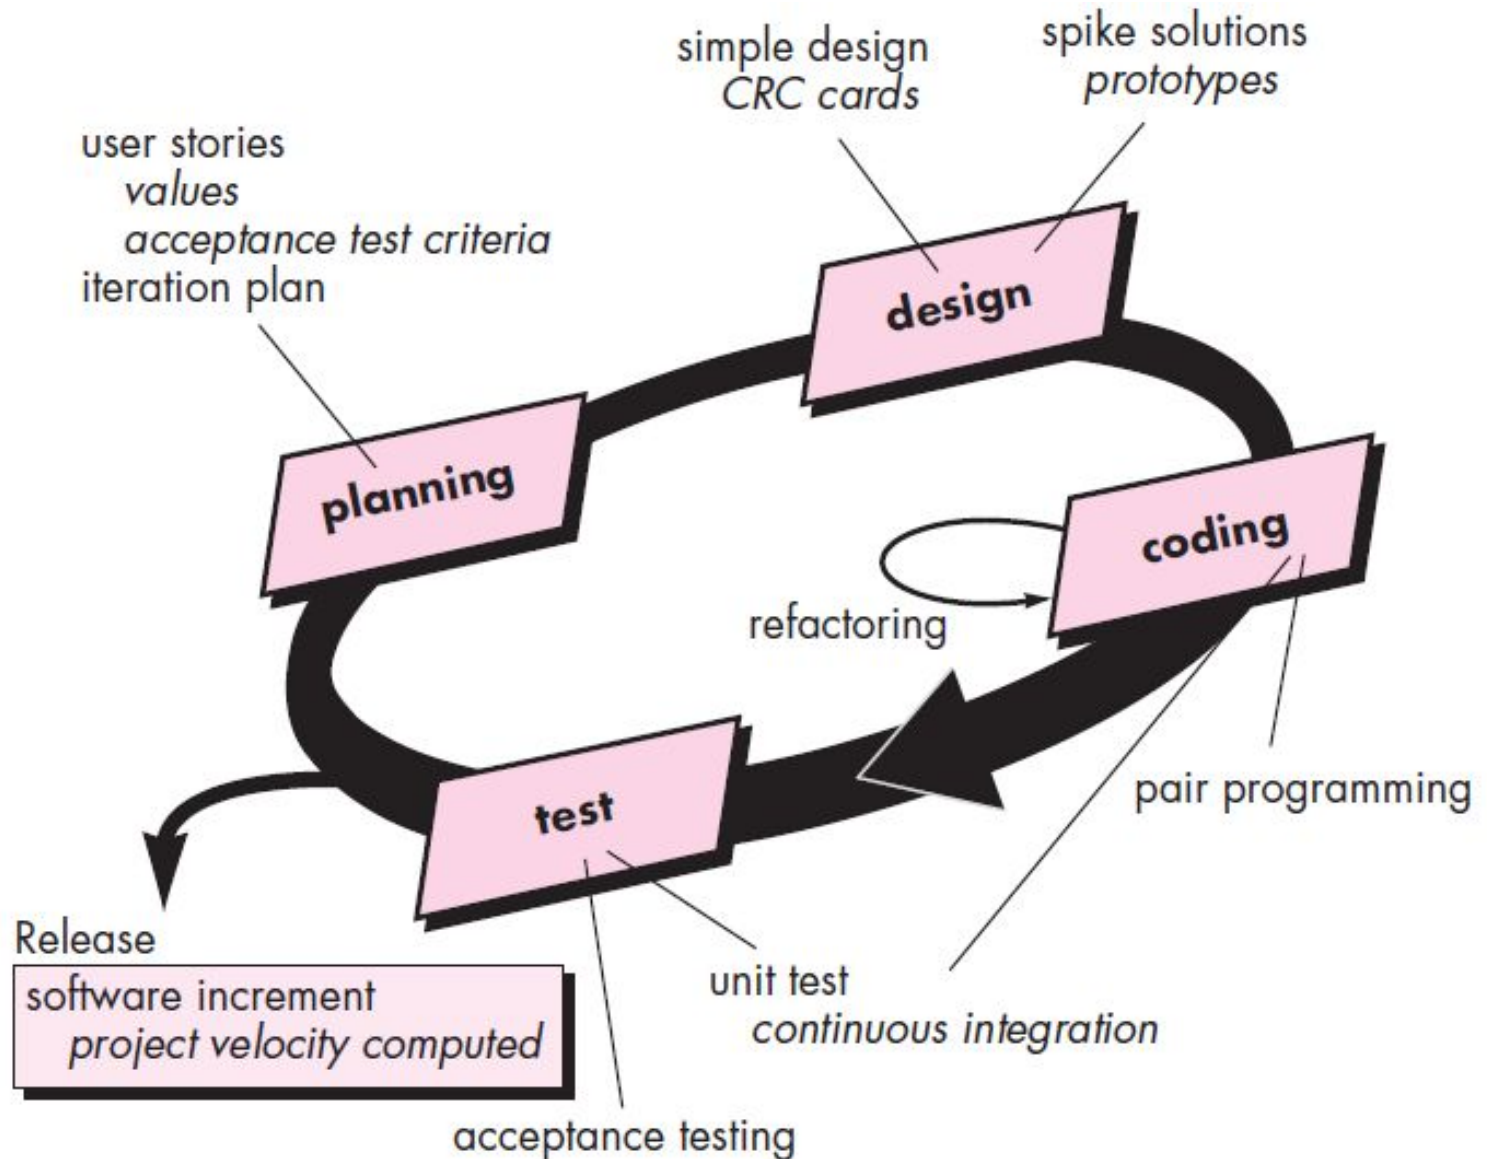 simple design
CRC cards
spike solutions
prototypes
user stories
values
acceptance test criteria
iteration plan
design
planning
coding
refactoring
test
pair programming
Release
software increment
project velocity computed
unit test
continuous integration
acceptance testing